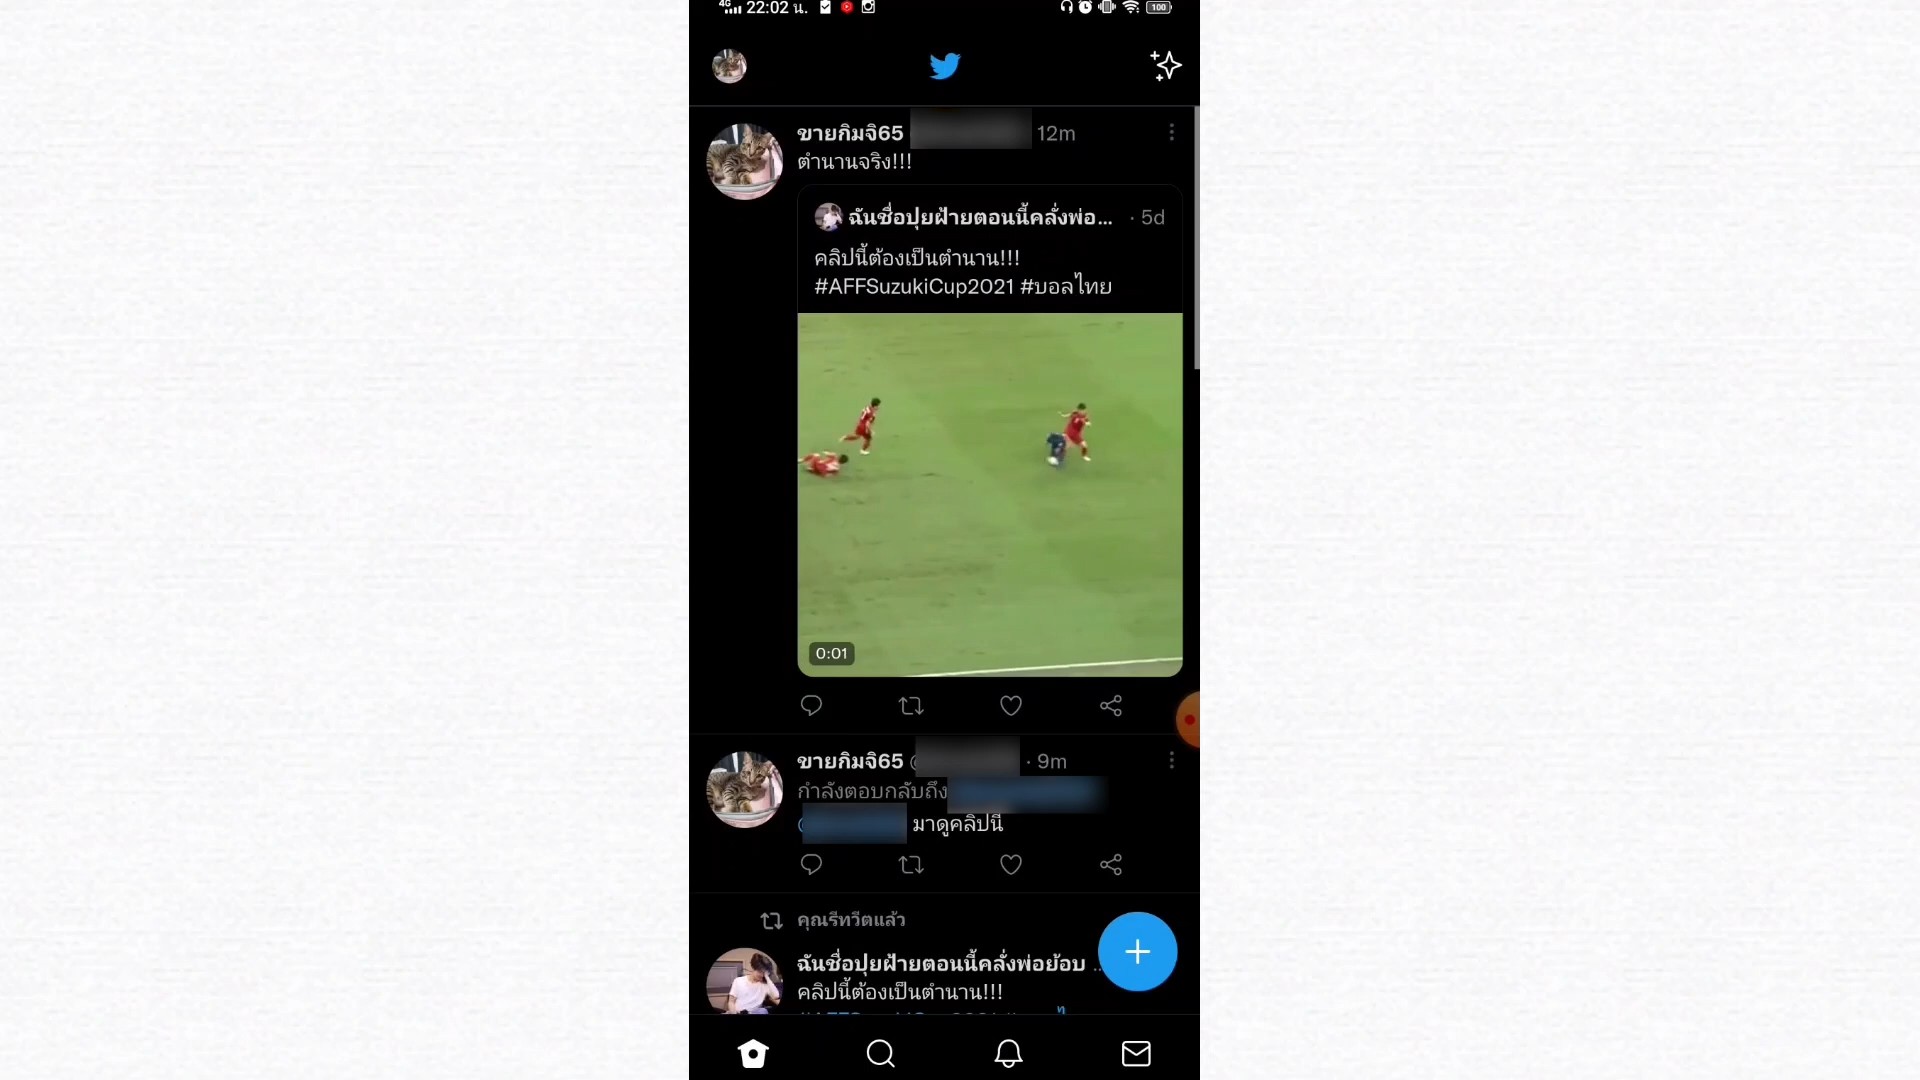 4G 22:02 น. 100
ขายกิมจิ65 12m
ตำนานจริง!!!
ฉันชื่อปุยฝ้ายตอนนี้คลั่งพ่อ... · 5d
คลิปนี้ต้องเป็นตำนาน!!!
#AFFSuzukiCup2021 #บอลไทย
0:01
ขายกิมจิ65 @ · 9m
กำลังตอบกลับถึง
@ มาดูคลิปนี้
คุณรีทวีตแล้ว
ฉันชื่อปุยฝ้ายตอนนี้คลั่งพ่อย้อบ ...
คลิปนี้ต้องเป็นตำนาน!!!